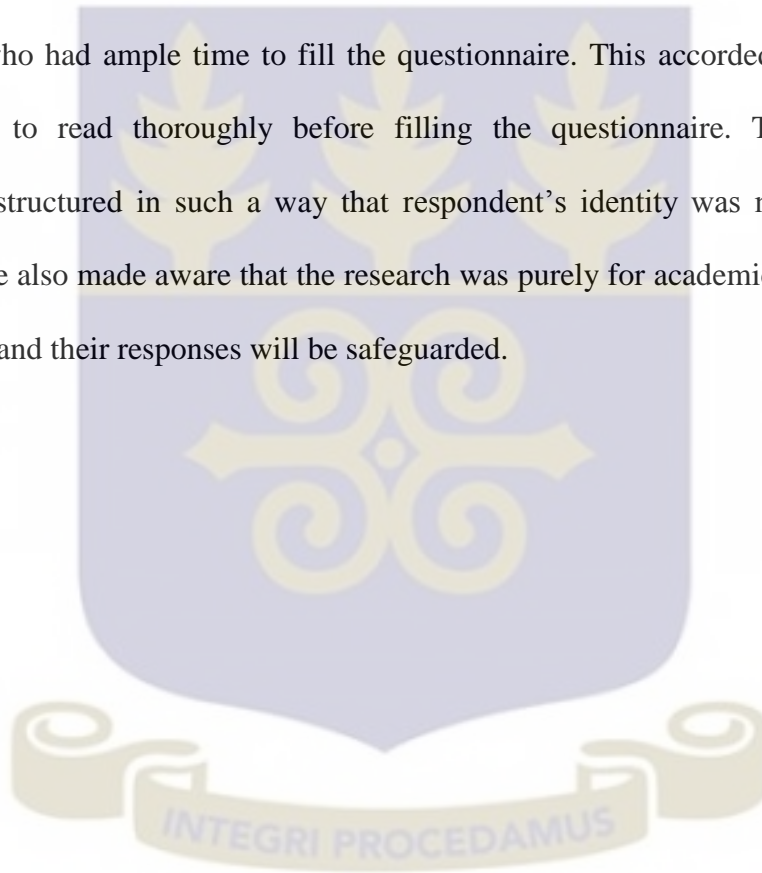 who had ample time to fill the questionnaire. This accorded
to read thoroughly before filling the questionnaire.
structured in such a way that respondent’s identity was
also made aware that the research was purely for academic
and their responses will be safeguarded.
INTEGRI PROCEDAMUS